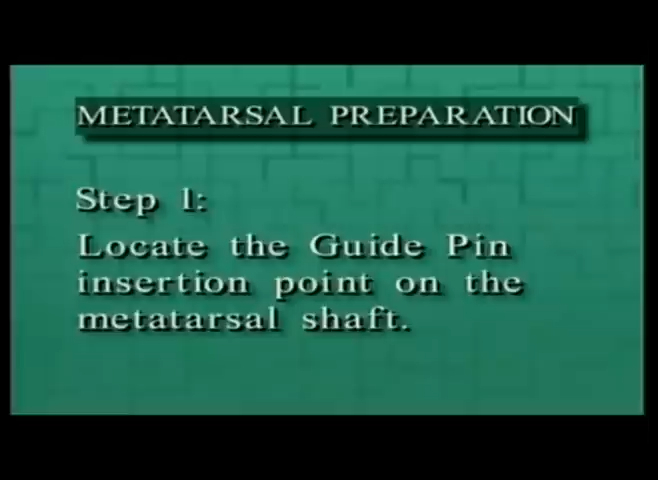 METATARSAL PREPARATION
Step 1:
Locate the Guide Pin
insertion point on the
metatarsal shaft.